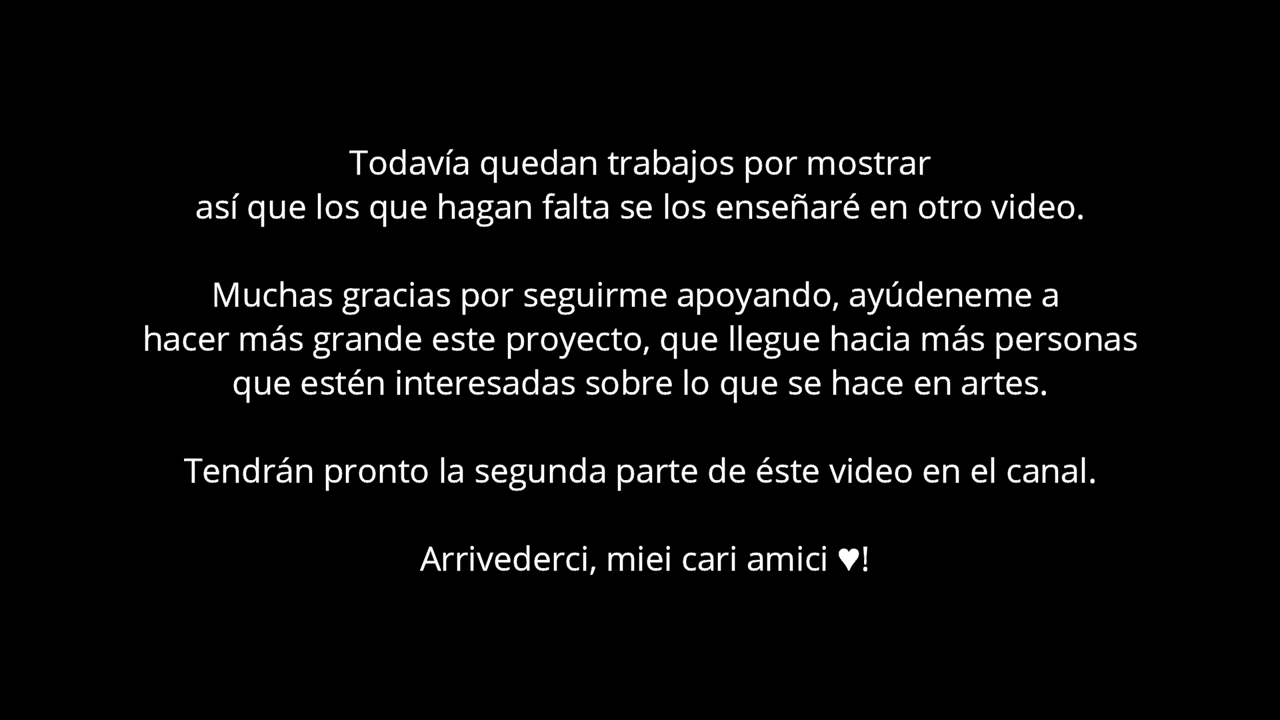 Todavía quedan trabajos por mostrar
así que los que hagan falta se los enseñaré en otro video.
Muchas gracias por seguirme apoyando, ayúdeneme a
hacer más grande este proyecto, que llegue hacia más personas
que estén interesadas sobre lo que se hace en artes.
Tendrán pronto la segunda parte de éste video en el canal.
Arrivederci, miei cari amici ♥!